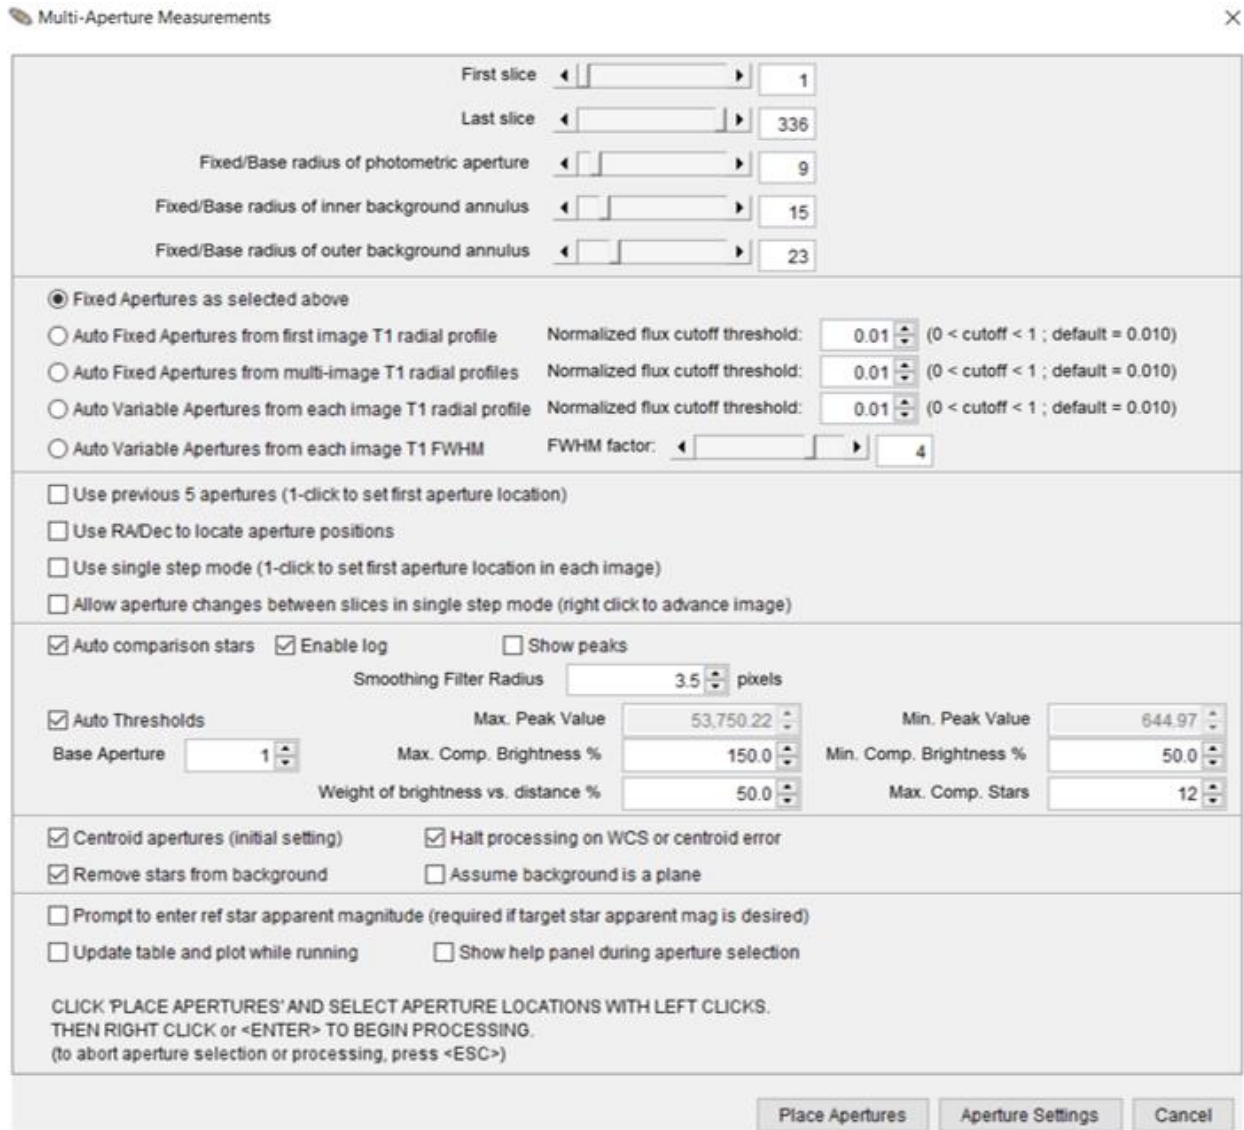 Multi-Aperture Measurements
First slice 1
Last slice 336
Fixed/Base radius of photometric aperture 9
Fixed/Base radius of inner background annulus 15
Fixed/Base radius of outer background annulus 23
Fixed Apertures as selected above
Auto Fixed Apertures from first image T1 radial profile Normalized flux cutoff threshold: 0.01 (0 < cutoff < 1 ; default = 0.010)
Auto Fixed Apertures from multi-image T1 radial profiles Normalized flux cutoff threshold: 0.01 (0 < cutoff < 1 ; default = 0.010)
Auto Variable Apertures from each image T1 radial profile Normalized flux cutoff threshold: 0.01 (0 < cutoff < 1 ; default = 0.010)
Auto Variable Apertures from each image T1 FWHM FWHM factor: 4
Use previous 5 apertures (1-click to set first aperture location)
Use RA/Dec to locate aperture positions
Use single step mode (1-click to set first aperture location in each image)
Allow aperture changes between slices in single step mode (right click to advance image)
Auto comparison stars Enable log Show peaks
Smoothing Filter Radius 3.5 pixels
Auto Thresholds Max. Peak Value 53,750.22 Min. Peak Value 644.97
Base Aperture 1 Max. Comp. Brightness % 150.0 Min. Comp. Brightness % 50.0
Weight of brightness vs. distance % 50.0 Max. Comp. Stars 12
Centroid apertures (initial setting) Halt processing on WCS or centroid error
Remove stars from background Assume background is a plane
Prompt to enter ref star apparent magnitude (required if target star apparent mag is desired)
Update table and plot while running Show help panel during aperture selection
CLICK 'PLACE APERTURES' AND SELECT APERTURE LOCATIONS WITH LEFT CLICKS.
THEN RIGHT CLICK or <ENTER> TO BEGIN PROCESSING.
(to abort aperture selection or processing, press <ESC>)
Place Apertures Aperture Settings Cancel